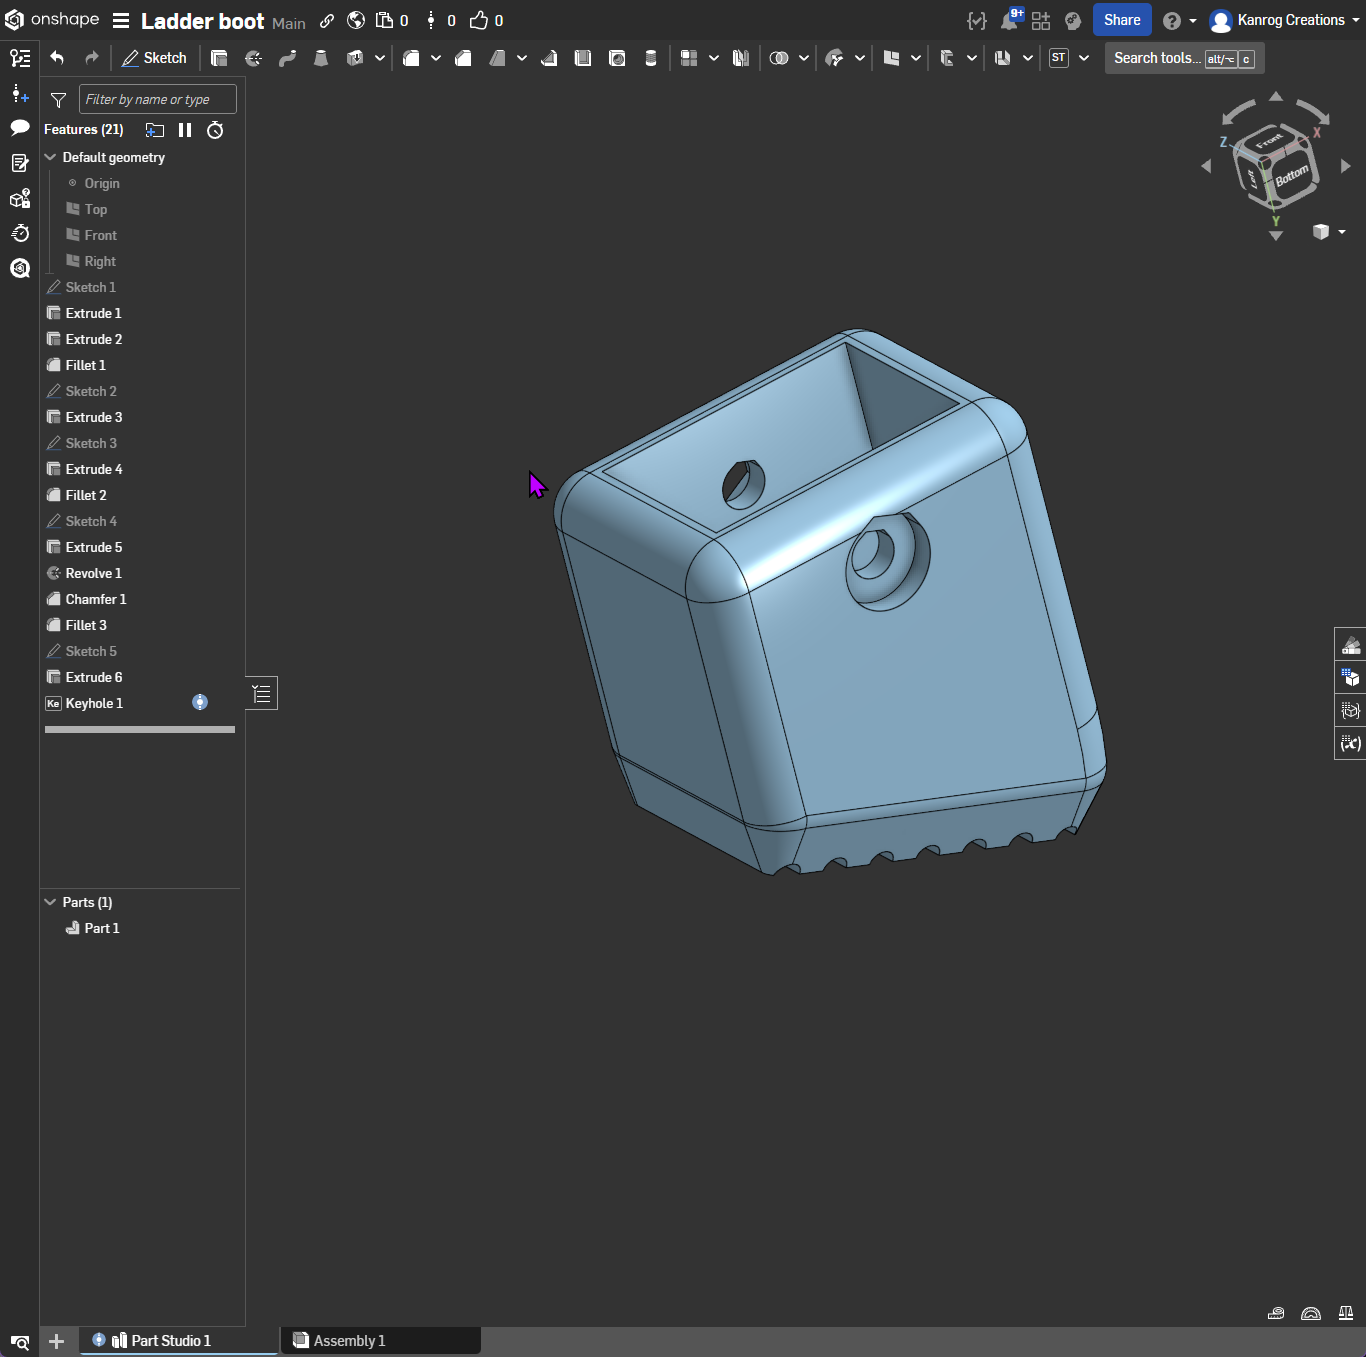 onshape Ladder boot Main 0 0 0 9+ Share Kanrog Creations
Sketch ST Search tools... alt/⌥ c
Filter by name or type
Features (21)
Default geometry
Origin
Top
Front
Right
Sketch 1
Extrude 1
Extrude 2
Fillet 1
Sketch 2
Extrude 3
Sketch 3
Extrude 4
Fillet 2
Sketch 4
Extrude 5
Revolve 1
Chamfer 1
Fillet 3
Sketch 5
Extrude 6
Ke Keyhole 1
Parts (1)
Part 1
Z X
Front
Left Bottom
Y
Part Studio 1 Assembly 1